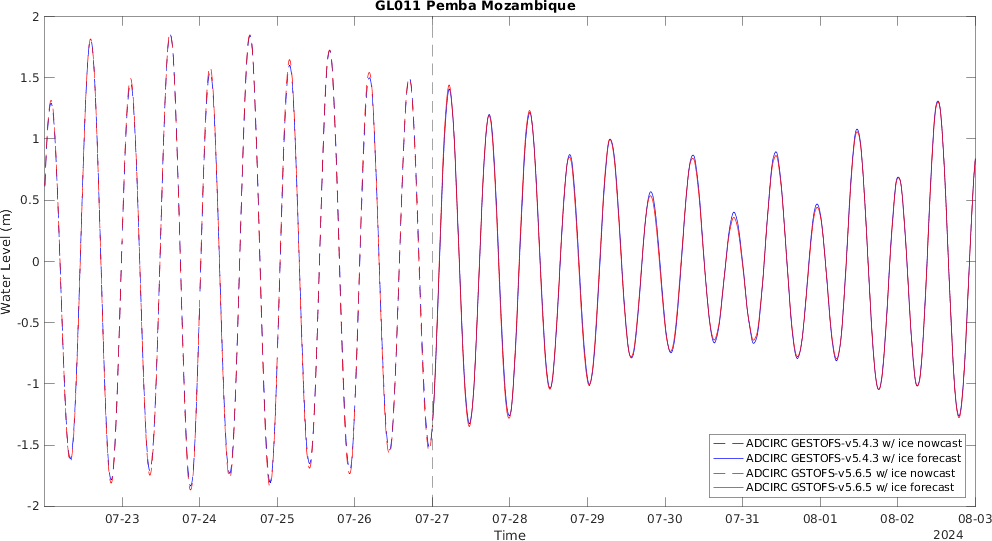 GL011 Pemba Mozambique
Water Level (m)
2
1.5
1
0.5
0
-0.5
-1
-1.5
-2
ADCIRC GESTOFS-v5.4.3 w/ ice nowcast
ADCIRC GESTOFS-v5.4.3 w/ ice forecast
ADCIRC GSTOFS-v5.6.5 w/ ice nowcast
ADCIRC GSTOFS-v5.6.5 w/ ice forecast
07-23 07-24 07-25 07-26 07-27 07-28 07-29 07-30 07-31 08-01 08-02 08-03
Time
2024